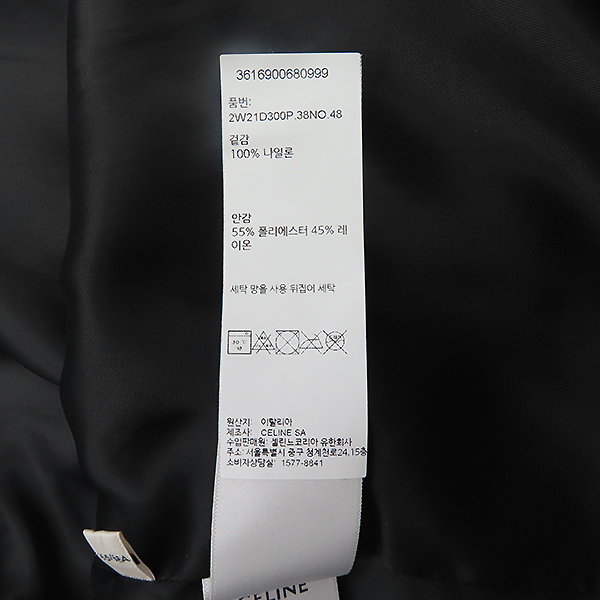 3616900680999
품번:
2W21D300P.38NO.48
겉감
100% 나일론
안감
55% 폴리에스터 45% 레
이온
세탁 망을 사용 뒤집어 세탁
원산지: 이탈리아
제조사: CELINE SA
수입판매원: 셀린느코리아 유한회사
주소: 서울특별시 중구 청계천로24,15층
소비자상담실: 1577-8841
CELINE